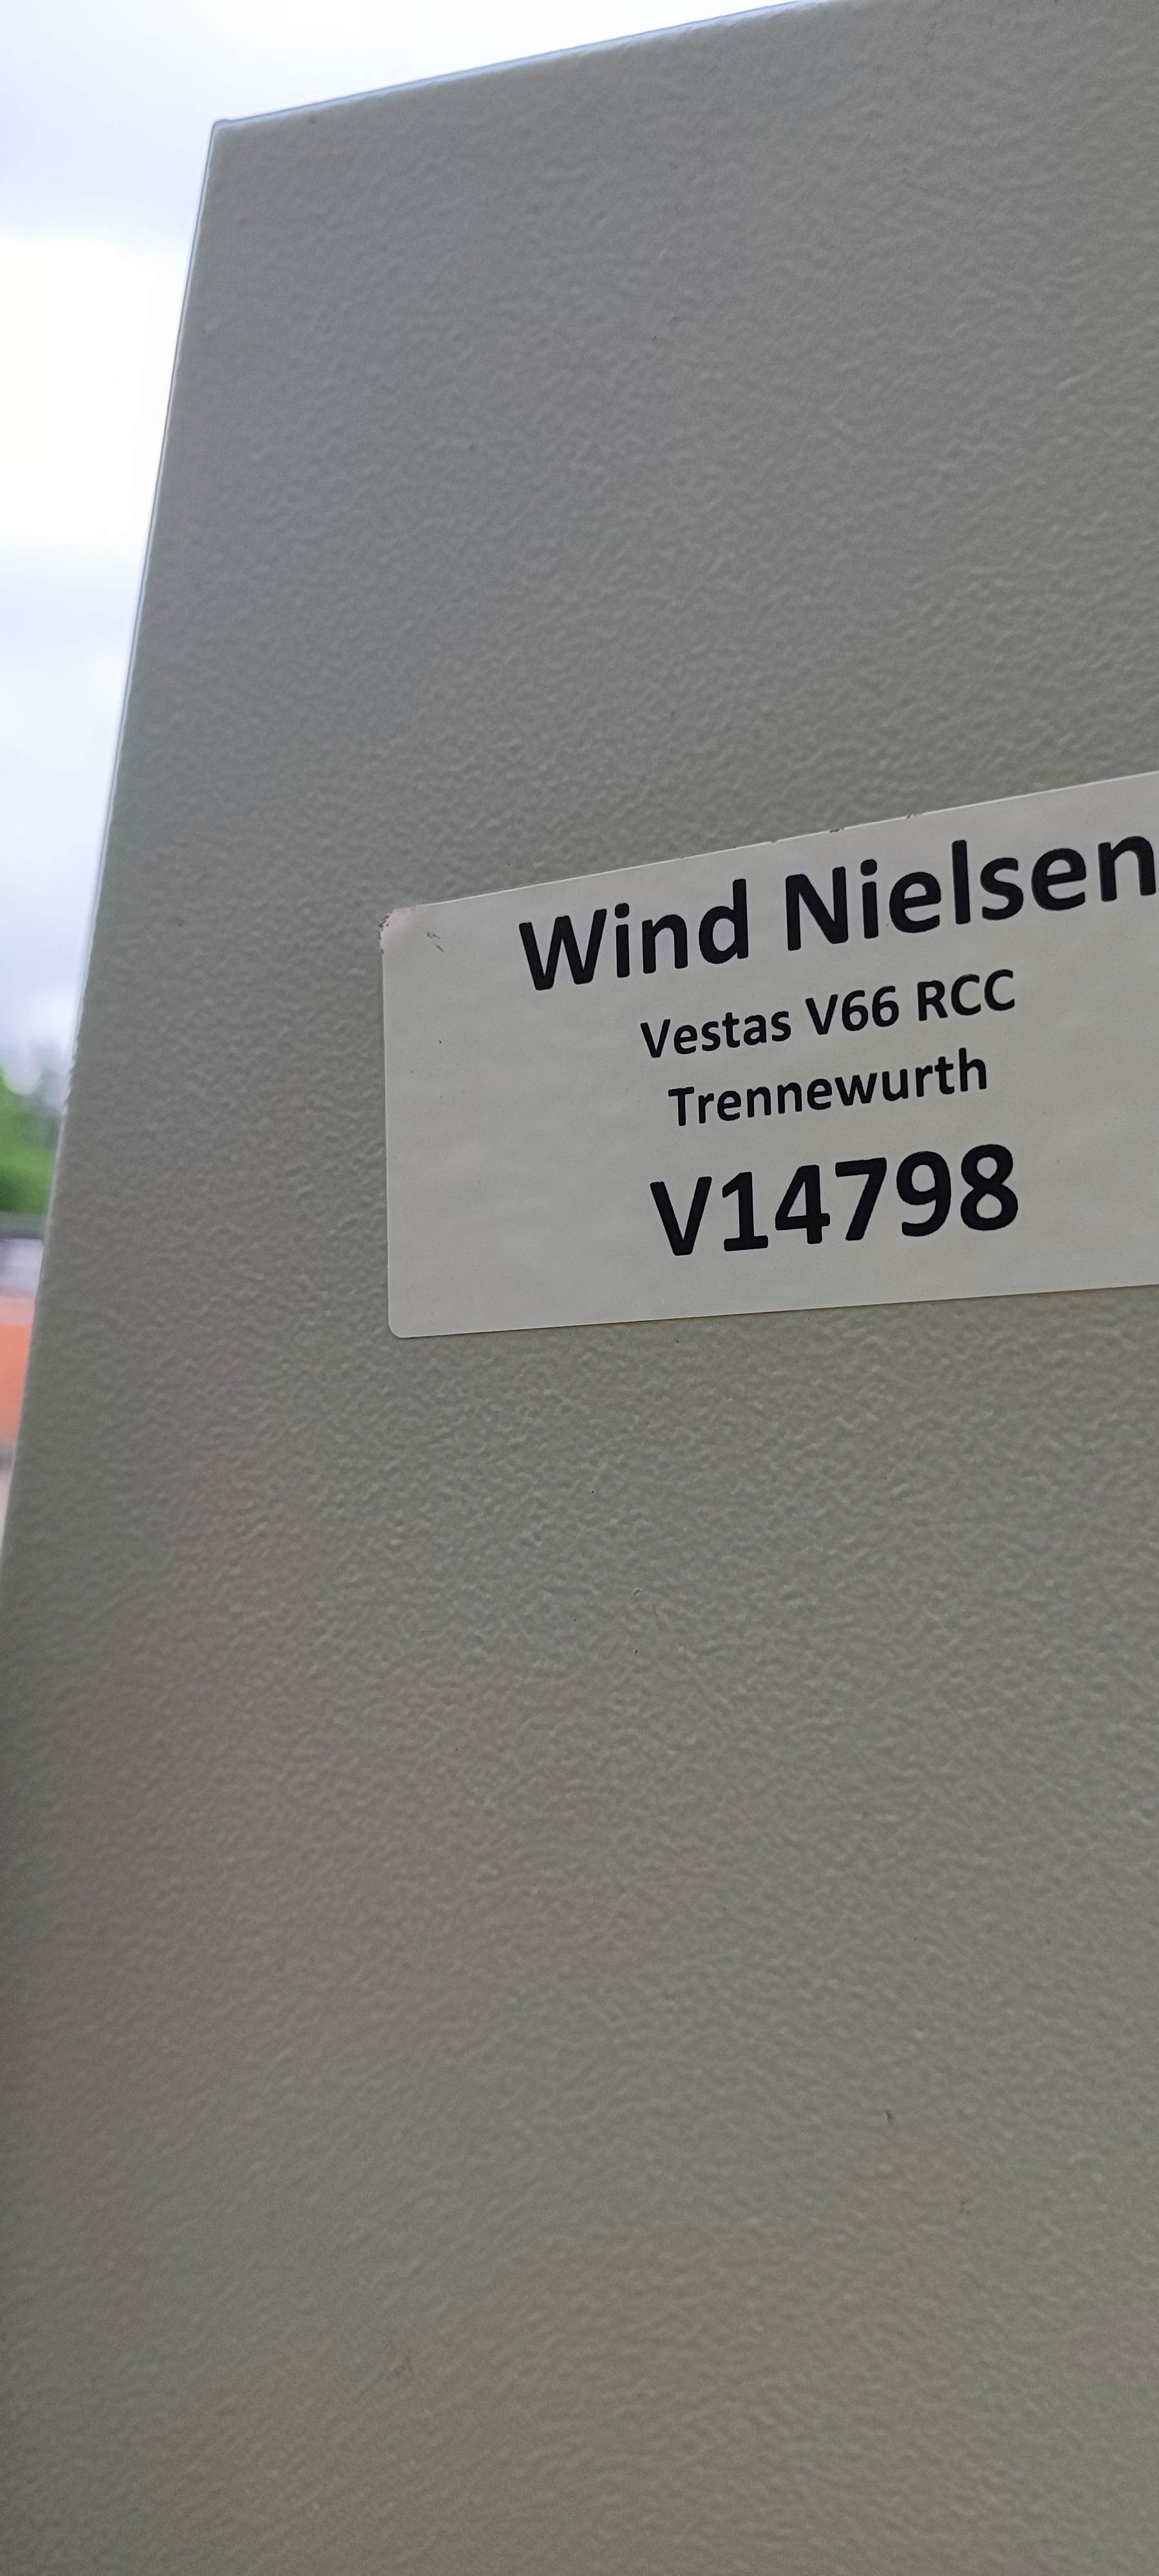 Wind Nielsen
Vestas V66 RCC
Trennewurth
V14798